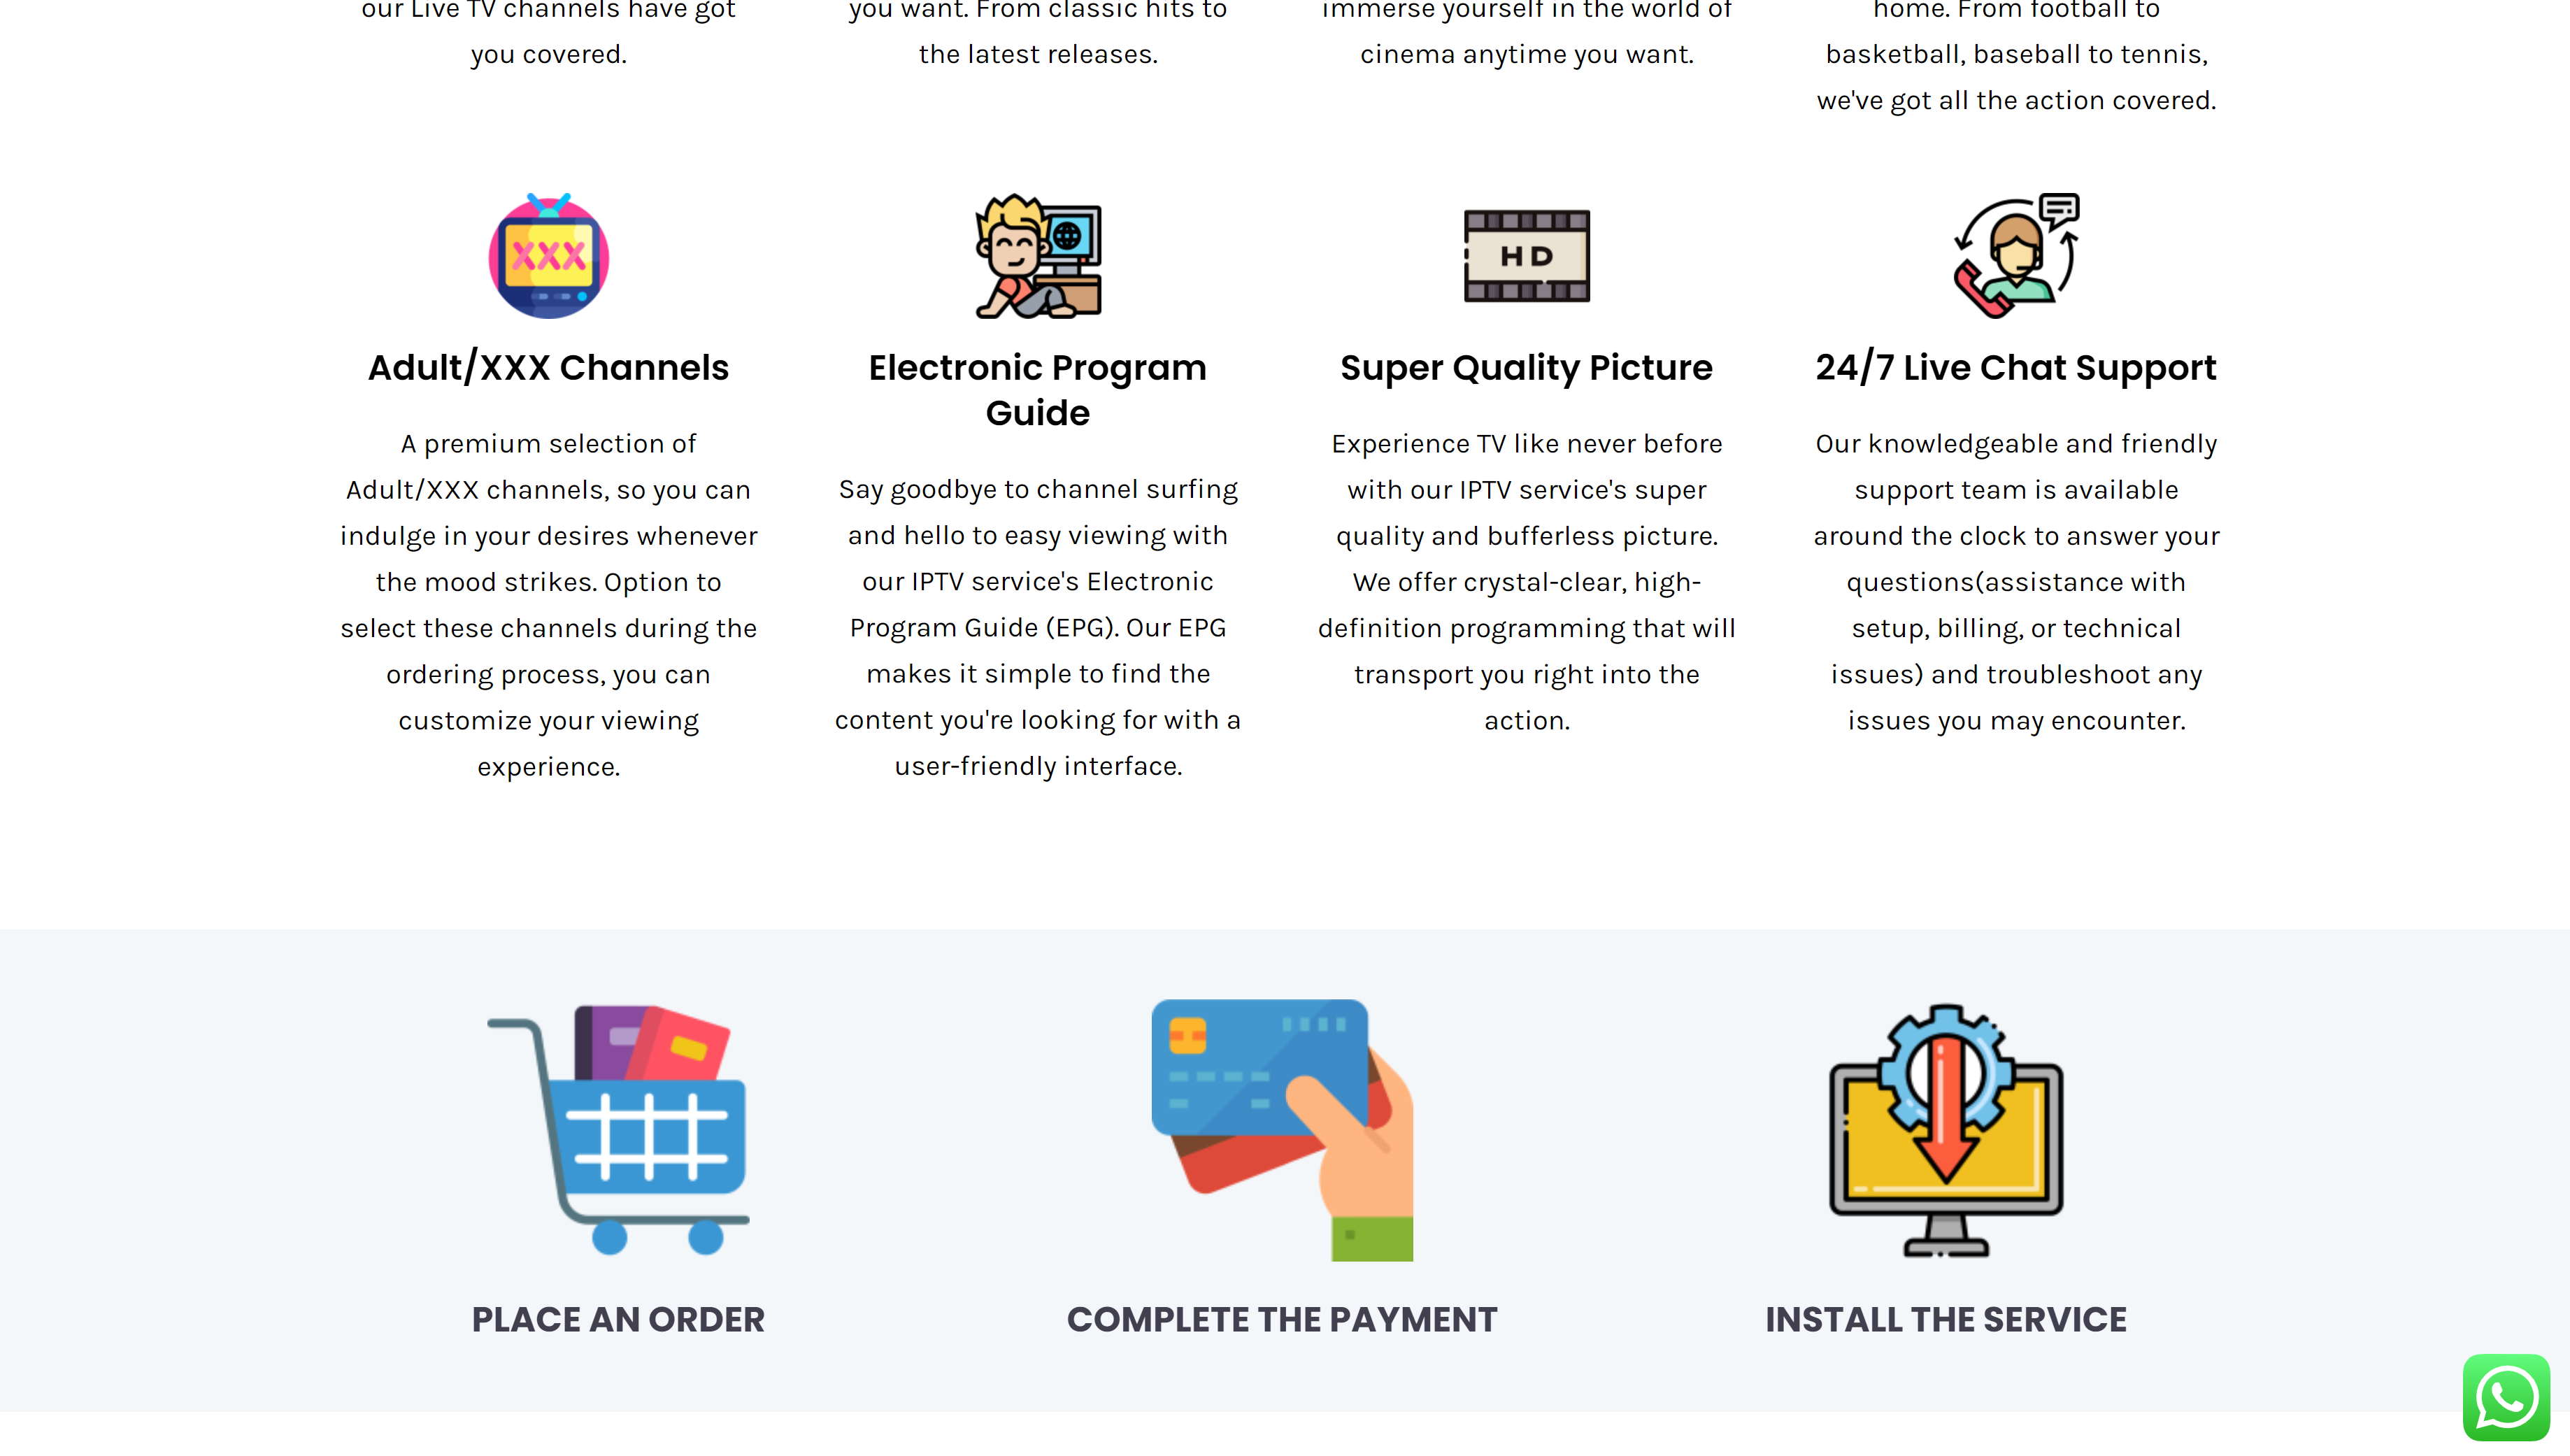 our Live TV channels have got
you covered.
you want. From classic hits to
the latest releases.
immerse yourself in the world of
cinema anytime you want.
home. From football to
basketball, baseball to tennis,
we've got all the action covered.
XXX
Adult/XXX Channels
A premium selection of
Adult/XXX channels, so you can
indulge in your desires whenever
the mood strikes. Option to
select these channels during the
ordering process, you can
customize your viewing
experience.
Electronic Program
Guide
Say goodbye to channel surfing
and hello to easy viewing with
our IPTV service's Electronic
Program Guide (EPG). Our EPG
makes it simple to find the
content you're looking for with a
user-friendly interface.
HD
Super Quality Picture
Experience TV like never before
with our IPTV service's super
quality and bufferless picture.
We offer crystal-clear, high-
definition programming that will
transport you right into the
action.
24/7 Live Chat Support
Our knowledgeable and friendly
support team is available
around the clock to answer your
questions(assistance with
setup, billing, or technical
issues) and troubleshoot any
issues you may encounter.
PLACE AN ORDER
COMPLETE THE PAYMENT
INSTALL THE SERVICE